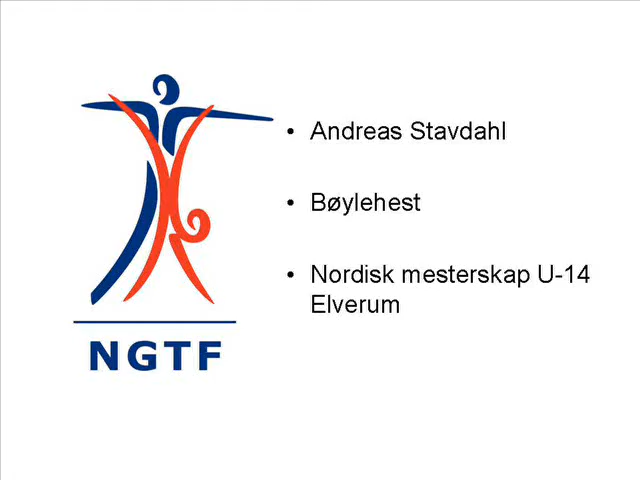 • Andreas Stavdahl
• Bøylehest
• Nordisk mesterskap U-14
Elverum
NGTF